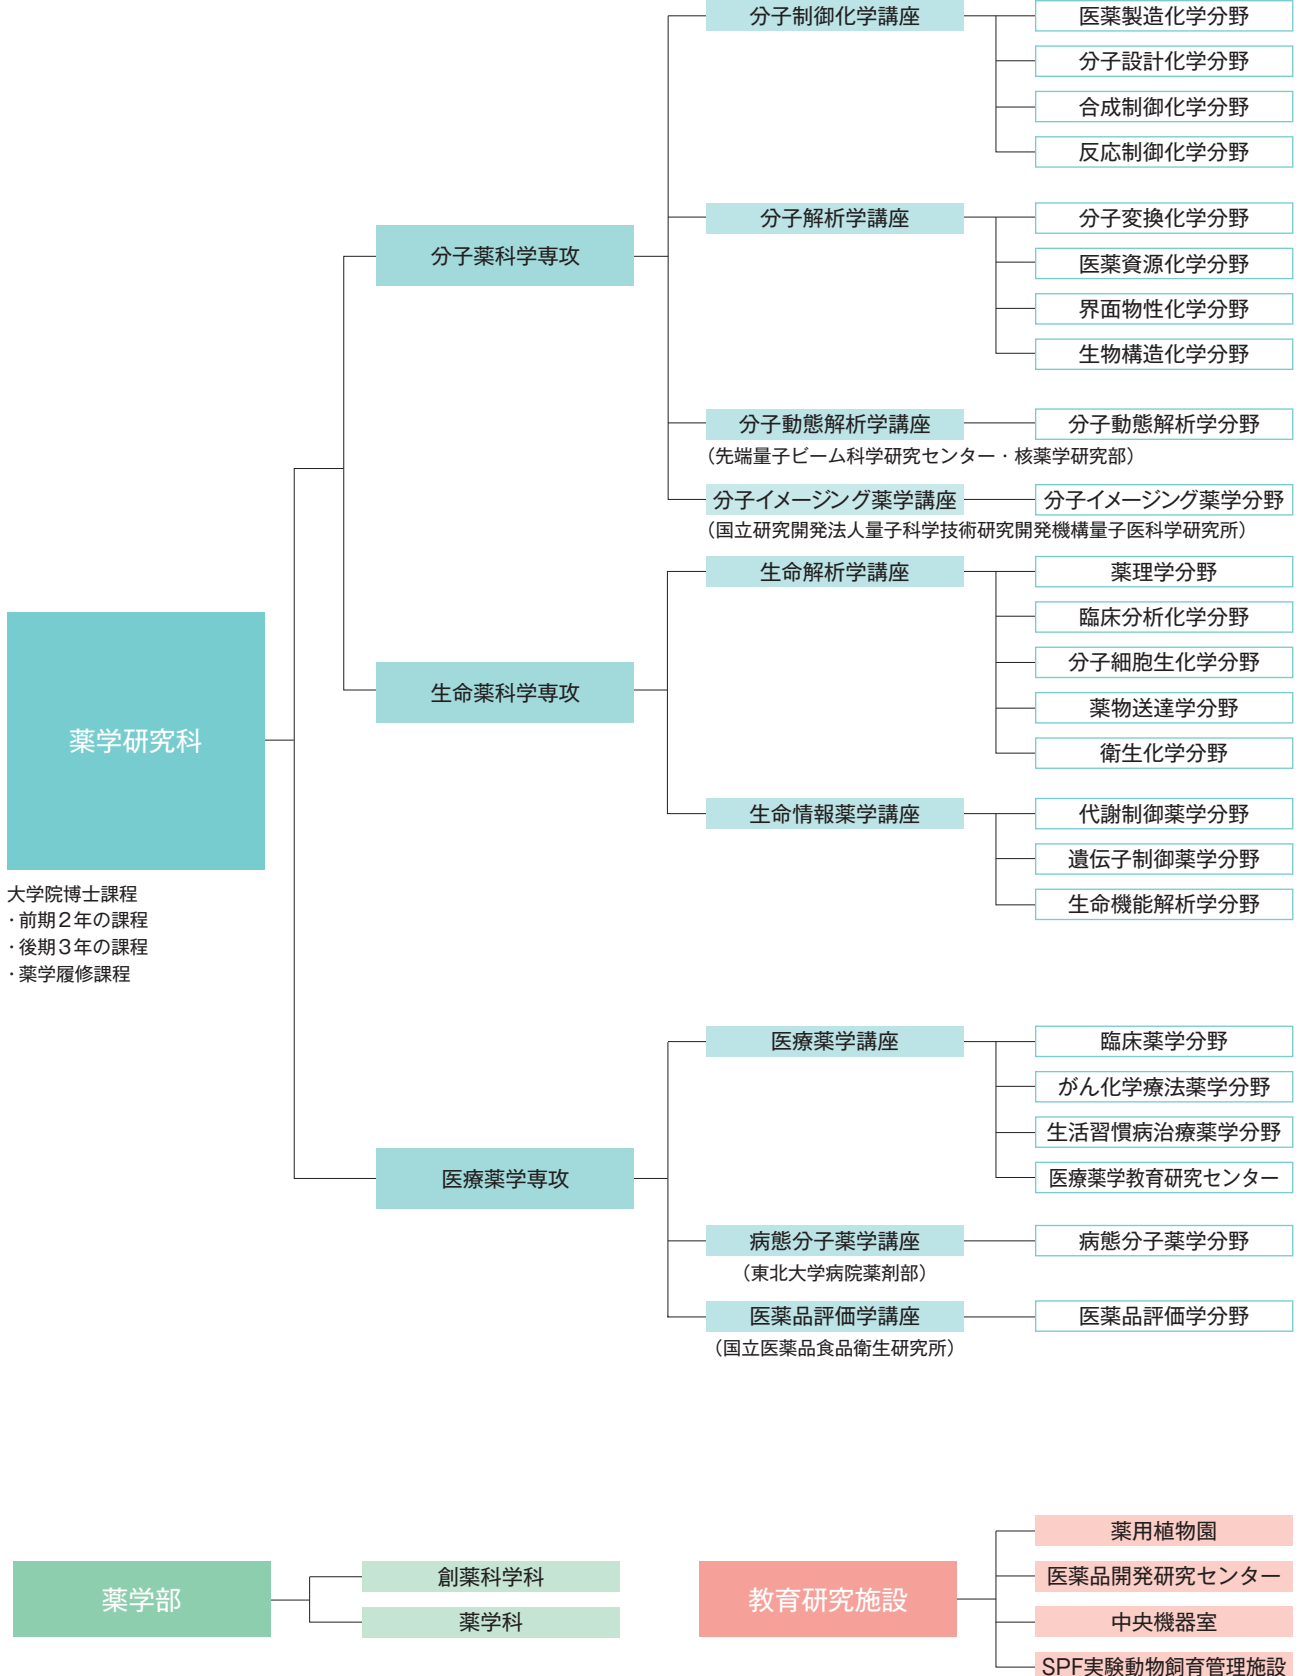 薬学研究科
大学院博士課程
・前期２年の課程
・後期３年の課程
・薬学履修課程
分子薬科学専攻
分子制御化学講座
医薬製造化学分野
分子設計化学分野
合成制御化学分野
反応制御化学分野
分子解析学講座
分子変換化学分野
医薬資源化学分野
界面物性化学分野
生物構造化学分野
分子動態解析学講座
（先端量子ビーム科学研究センター・核薬学研究部）
分子動態解析学分野
分子イメージング薬学講座
（国立研究開発法人量子科学技術研究開発機構量子医科学研究所）
分子イメージング薬学分野
生命薬科学専攻
生命解析学講座
薬理学分野
臨床分析化学分野
分子細胞生化学分野
薬物送達学分野
衛生化学分野
生命情報薬学講座
代謝制御薬学分野
遺伝子制御薬学分野
生命機能解析学分野
医療薬学専攻
医療薬学講座
臨床薬学分野
がん化学療法薬学分野
生活習慣病治療薬学分野
医療薬学教育研究センター
病態分子薬学講座
（東北大学病院薬剤部）
病態分子薬学分野
医薬品評価学講座
（国立医薬品食品衛生研究所）
医薬品評価学分野
薬学部
創薬科学科
薬学科
教育研究施設
薬用植物園
医薬品開発研究センター
中央機器室
SPF実験動物飼育管理施設